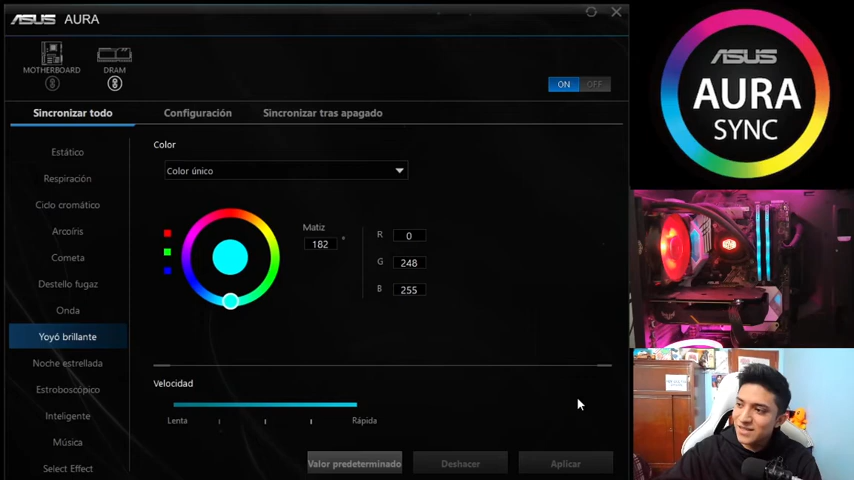 ASUS AURA
MOTHERBOARD
DRAM
ON
OFF
Sincronizar todo
Configuración
Sincronizar tras apagado
Estático
Respiración
Ciclo cromático
Arcoíris
Cometa
Destello fugaz
Onda
Yoyó brillante
Noche estrellada
Estroboscópico
Inteligente
Música
Select Effect
Color
Color único
Matiz
182 °
R 0
G 248
B 255
Velocidad
Lenta
Rápida
Valor predeterminado
Deshacer
Aplicar
ASUS
AURA
SYNC